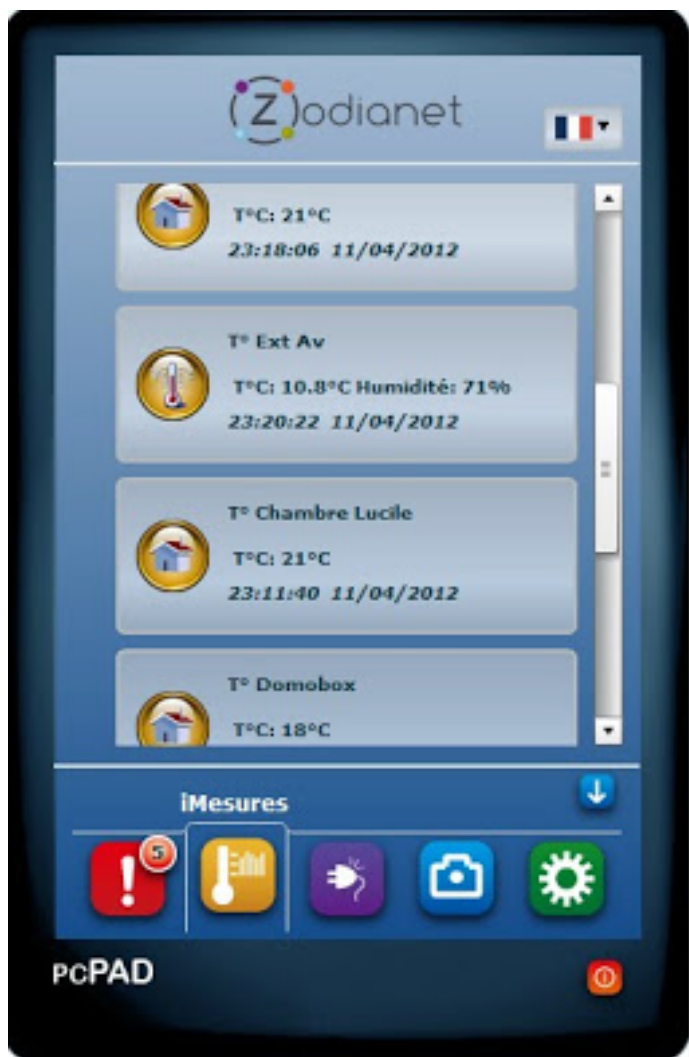 Zodianet
T°C: 21°C
23:18:06 11/04/2012
T° Ext Av
T°C: 10.8°C Humidité: 71%
23:20:22 11/04/2012
T° Chambre Lucile
T°C: 21°C
23:11:40 11/04/2012
T° Domobox
T°C: 18°C
iMesures
5
PCPAD